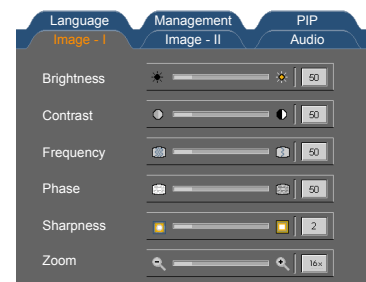 Language Management PIP
Image - I Image - II Audio
Brightness 50
Contrast 50
Frequency 50
Phase 50
Sharpness 2
Zoom 16x